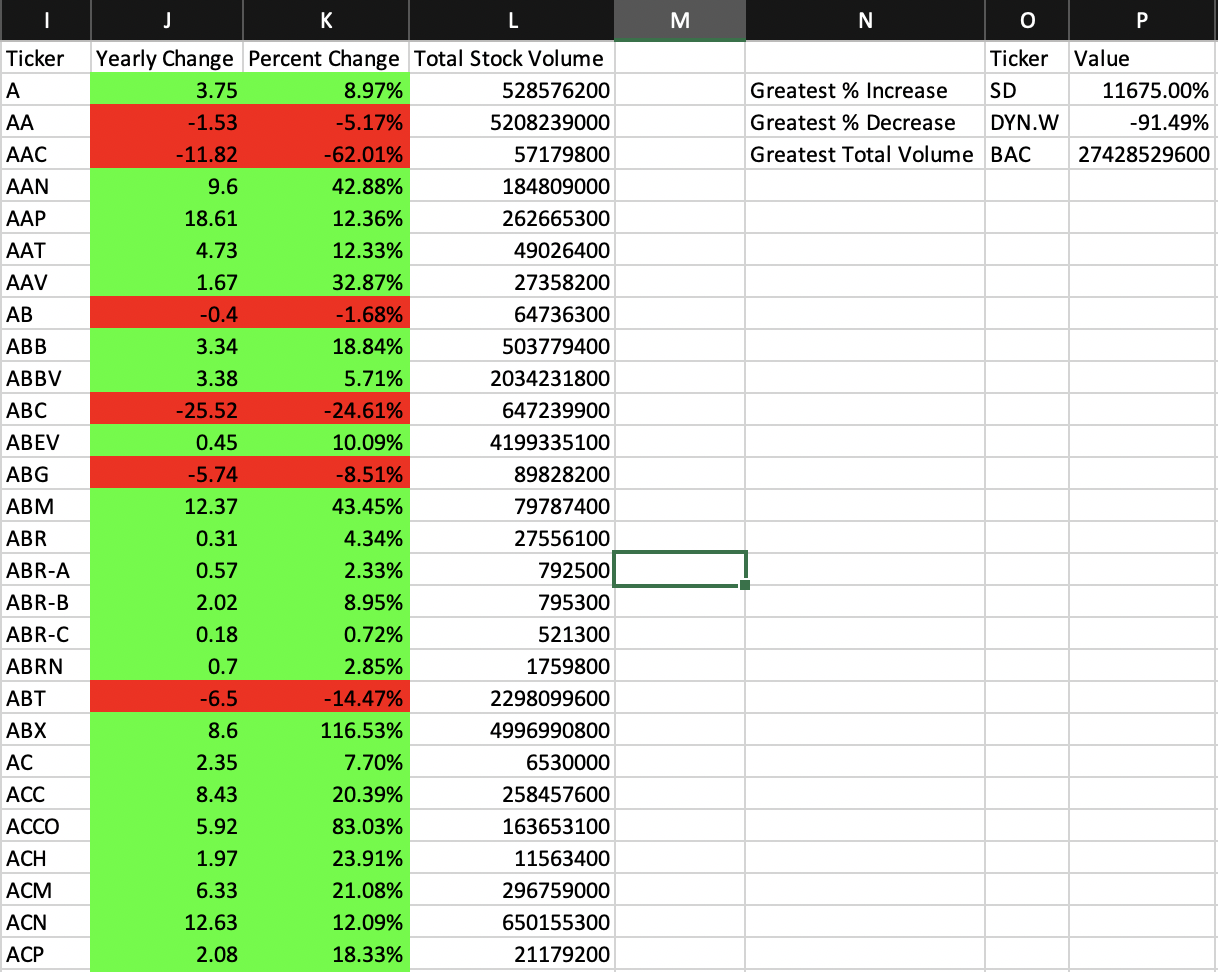 I J K L M N O P
Ticker Yearly Change Percent Change Total Stock Volume Ticker Value
A 3.75 8.97% 528576200 Greatest % Increase SD 11675.00%
AA -1.53 -5.17% 5208239000 Greatest % Decrease DYN.W -91.49%
AAC -11.82 -62.01% 57179800 Greatest Total Volume BAC 27428529600
AAN 9.6 42.88% 184809000
AAP 18.61 12.36% 262665300
AAT 4.73 12.33% 49026400
AAV 1.67 32.87% 27358200
AB -0.4 -1.68% 64736300
ABB 3.34 18.84% 503779400
ABBV 3.38 5.71% 2034231800
ABC -25.52 -24.61% 647239900
ABEV 0.45 10.09% 4199335100
ABG -5.74 -8.51% 89828200
ABM 12.37 43.45% 79787400
ABR 0.31 4.34% 27556100
ABR-A 0.57 2.33% 792500
ABR-B 2.02 8.95% 795300
ABR-C 0.18 0.72% 521300
ABRN 0.7 2.85% 1759800
ABT -6.5 -14.47% 2298099600
ABX 8.6 116.53% 4996990800
AC 2.35 7.70% 6530000
ACC 8.43 20.39% 258457600
ACCO 5.92 83.03% 163653100
ACH 1.97 23.91% 11563400
ACM 6.33 21.08% 296759000
ACN 12.63 12.09% 650155300
ACP 2.08 18.33% 21179200